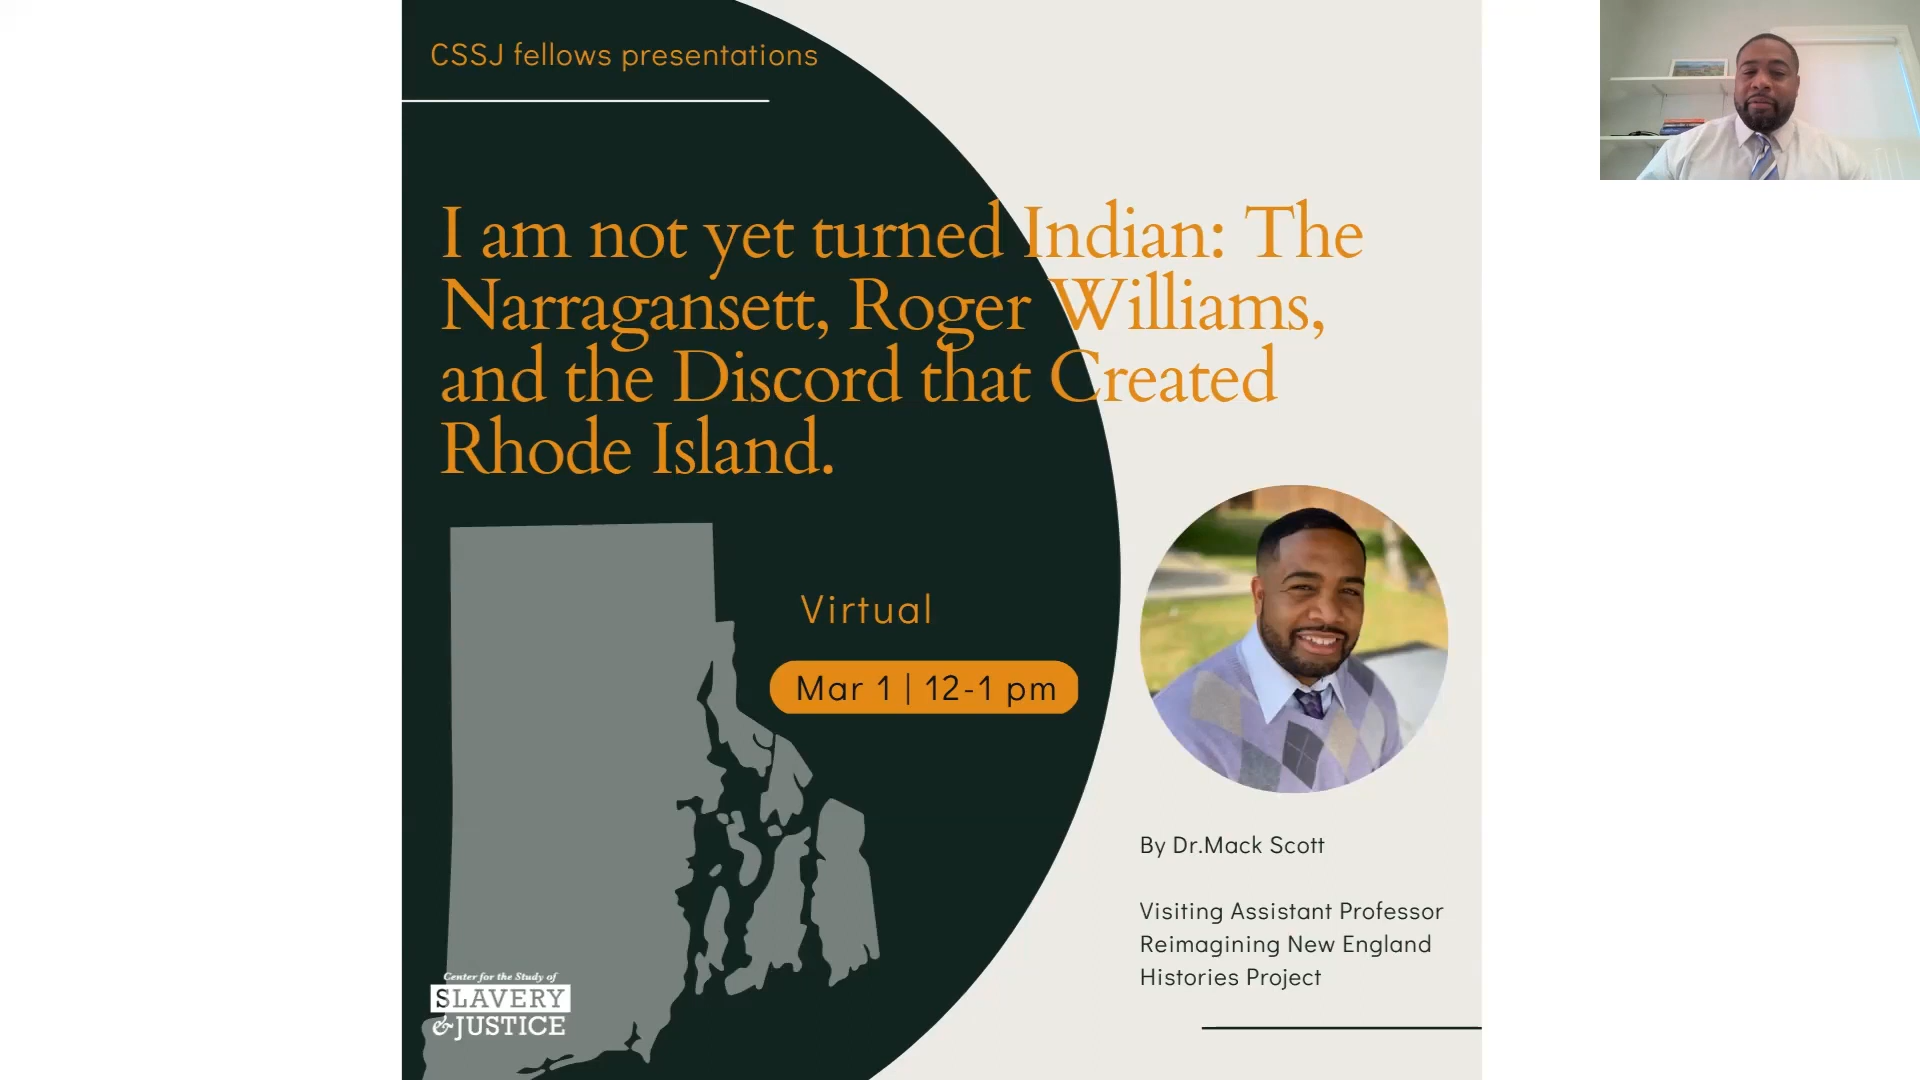 CSSJ fellows presentations
I am not yet turned Indian: The
Narragansett, Roger Williams,
and the Discord that Created
Rhode Island.
Virtual
Mar 1 | 12-1 pm
By Dr.Mack Scott
Visiting Assistant Professor
Reimagining New England
Histories Project
Center for the Study of
SLAVERY
& JUSTICE